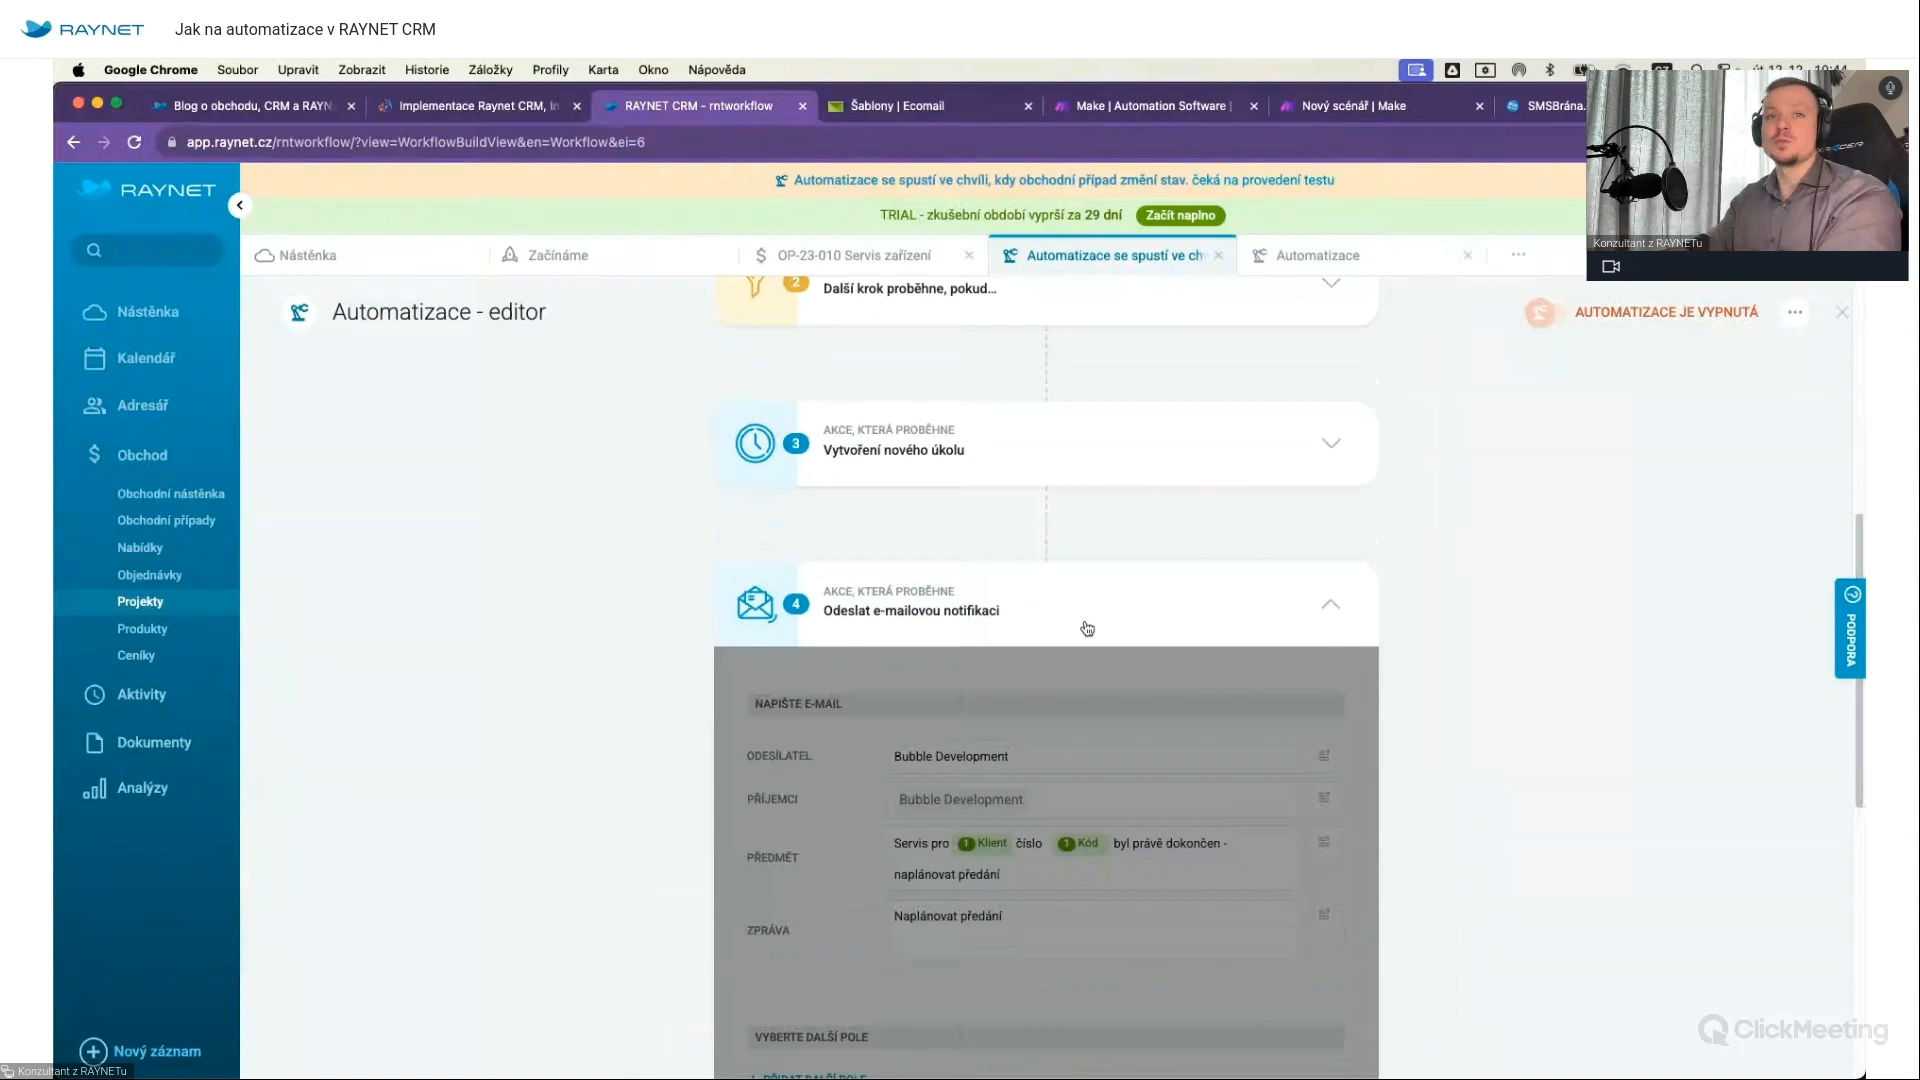 RAYNET
Jak na automatizace v RAYNET CRM
Google Chrome Soubor Upravit Zobrazit Historie Záložky Profily Karta Okno Nápověda
Blog o obchodu, CRM a RAYN
Implementace Raynet CRM, In
RAYNET CRM - rntworkflow
Šablony | Ecomail
Make | Automation Software |
Nový scénář | Make
SMSBrána.
app.raynet.cz/rntworkflow/?view=WorkflowBuildView&en=Workflow&ei=6
Konzultant z RAYNETu
RAYNET
Automatizace se spustí ve chvíli, kdy obchodní případ změní stav. čeká na provedení testu
TRIAL - zkušební období vyprší za 29 dní Začít naplno
Nástěnka
Začínáme
OP-23-010 Servis zařízení
Automatizace se spustí ve ch
Automatizace
Automatizace - editor
AUTOMATIZACE JE VYPNUTÁ
Nástěnka
Kalendář
Adresář
Obchod
Obchodní nástěnka
Obchodní případy
Nabídky
Objednávky
Projekty
Produkty
Ceníky
Aktivity
Dokumenty
Analýzy
Nový záznam
2
Další krok proběhne, pokud...
3
AKCE, KTERÁ PROBĚHNE
Vytvoření nového úkolu
4
AKCE, KTERÁ PROBĚHNE
Odeslat e-mailovou notifikaci
NAPIŠTE E-MAIL
ODESÍLATEL Bubble Development
PŘÍJEMCI Bubble Development
PŘEDMĚT Servis pro 1 Klient číslo 1 Kód byl právě dokončen -
naplánovat předání
ZPRÁVA Naplánovat předání
VYBERTE DALŠÍ POLE
PODPORA
ClickMeeting
Konzultant z RAYNETu